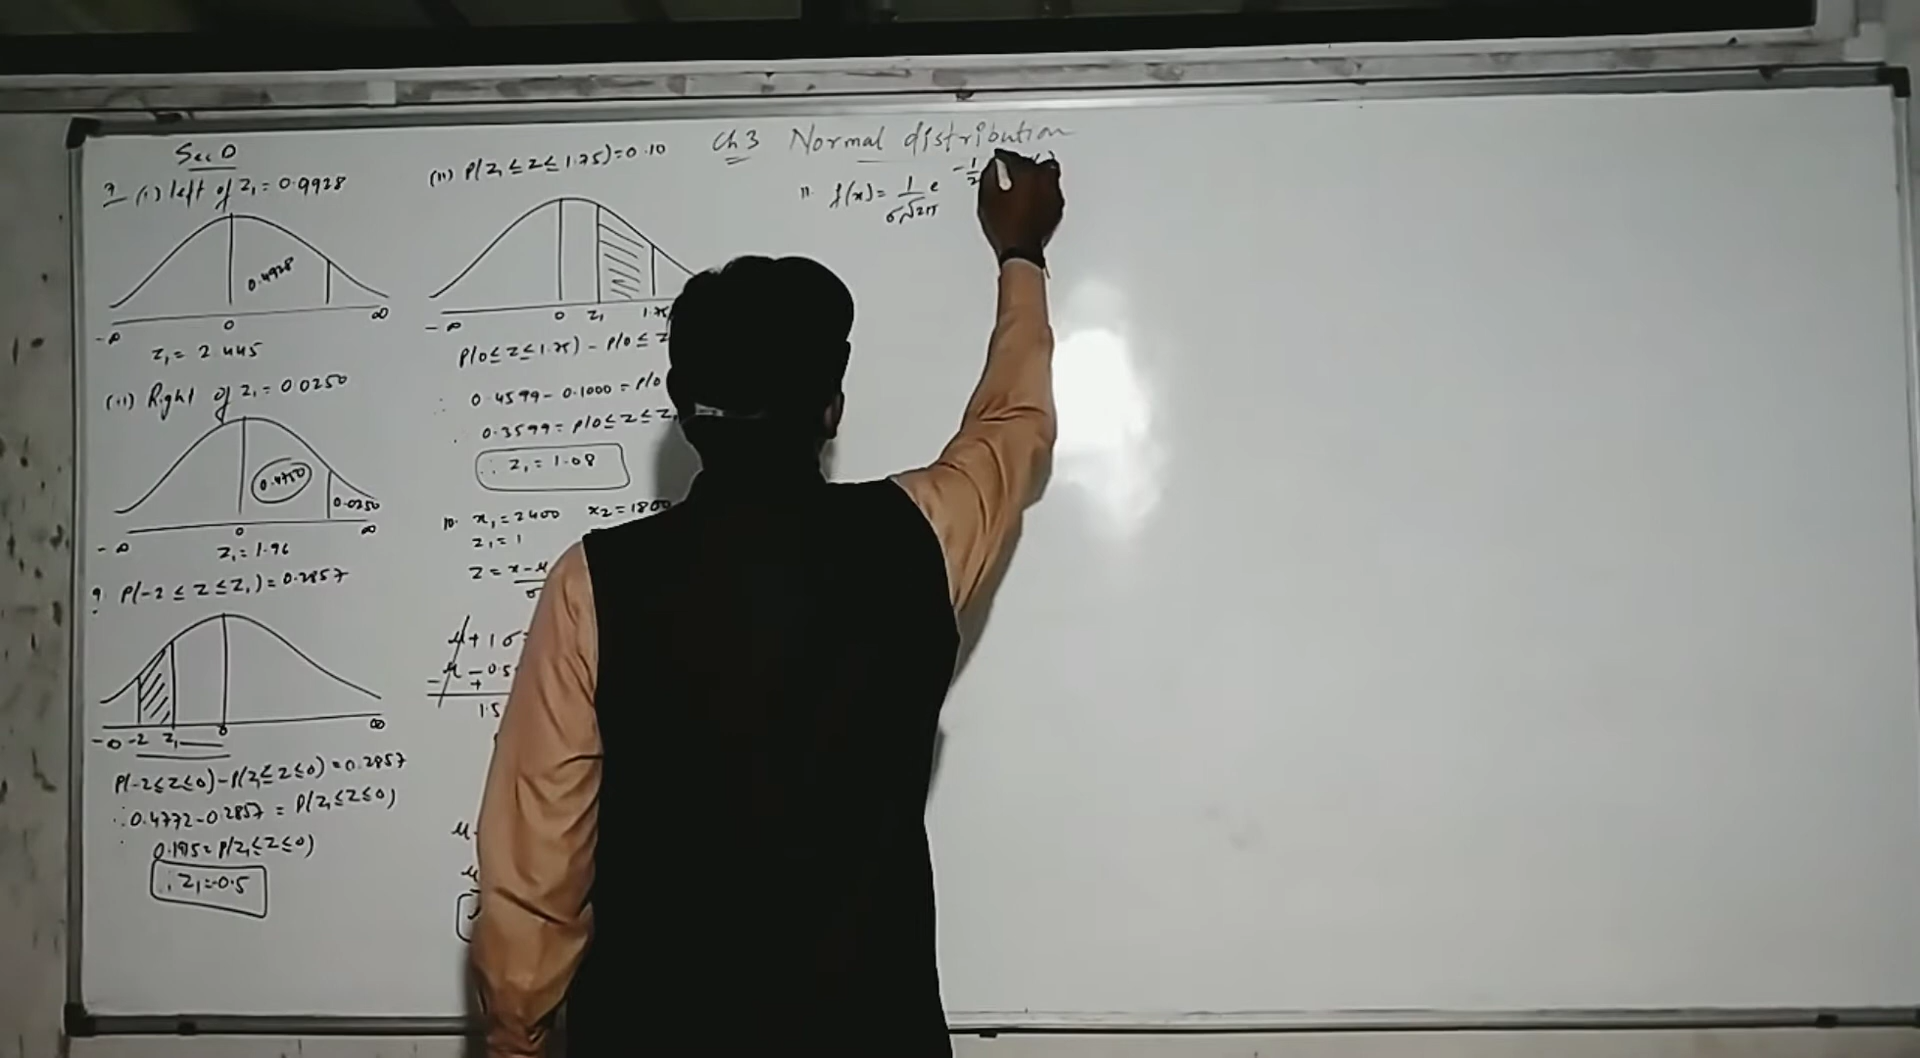 Sec D
(i) left of z₁ = 0.9928
0.4928
-∞ 0 ∞
z₁ = 2.445
(ii) Right of z₁ = 0.0250
0.4750
0.0250
-∞ 0 ∞
z₁ = 1.96
9. P(-2 ≤ z ≤ z₁) = 0.2857
-∞ -2 z₁ 0 ∞
P(-2 ≤ z ≤ 0) - P(z₁ ≤ z ≤ 0) = 0.2857
∴ 0.4772 - 0.2857 = P(z₁ ≤ z ≤ 0)
∴ 0.1915 = P(z₁ ≤ z ≤ 0)
∴ z₁ = -0.5
(ii) P(z₁ ≤ z ≤ 1.75) = 0.10
-∞ 0 z₁ 1.75
P(0 ≤ z ≤ 1.75) - P(0 ≤ z
∴ 0.4599 - 0.1000 = P(0
∴ 0.3599 = P(0 ≤ z ≤ z₁
∴ z₁ = 1.08
10. x₁ = 2400 x₂ = 1800
z₁ = 1
z = x - μ / σ
μ + 1σ =
- μ - 0.5
+
1.5
μ
μ
Ch 3 Normal distribution
11. f(x) = 1/σ√2π e -1/2